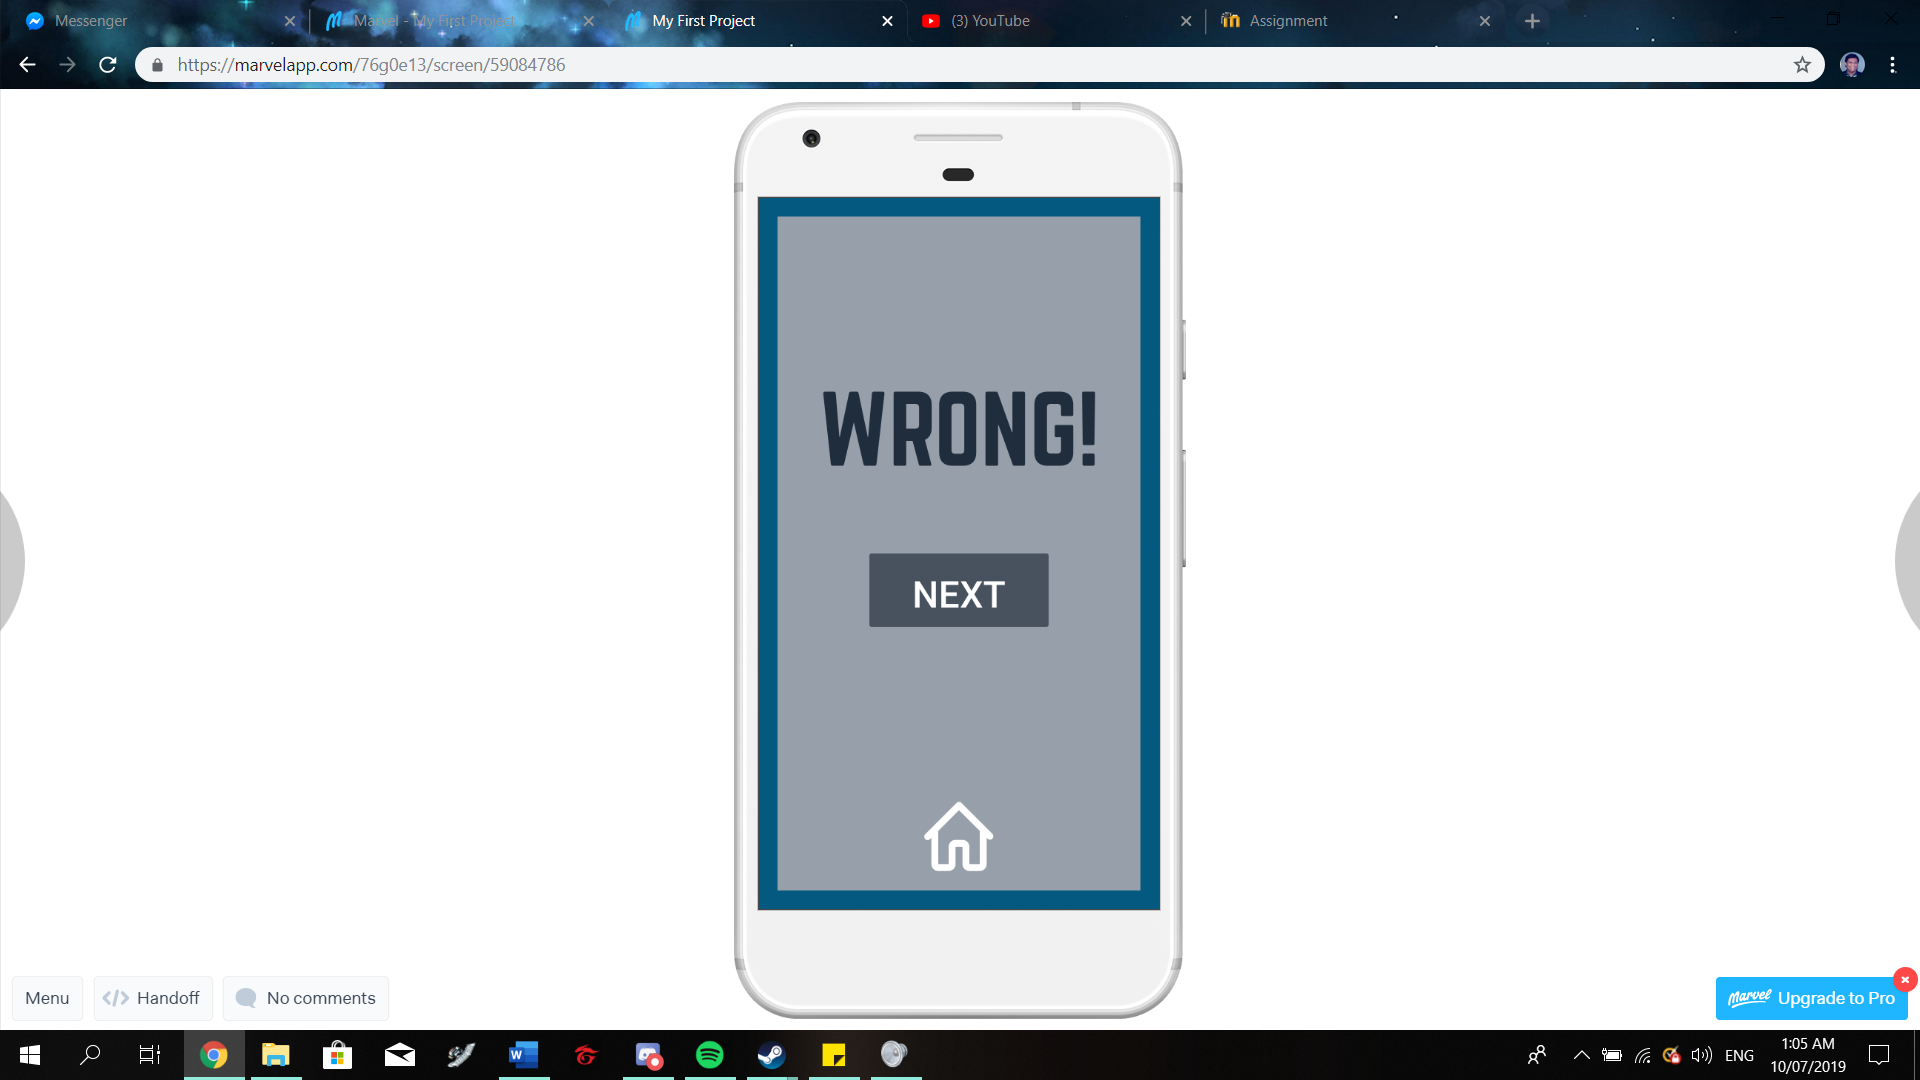 Messenger
Marvel - My First Project
My First Project
(3) YouTube
Assignment
https://marvelapp.com/76g0e13/screen/59084786
WRONG!
NEXT
Menu
</> Handoff
No comments
Marvel Upgrade to Pro
W
ENG
1:05 AM
10/07/2019